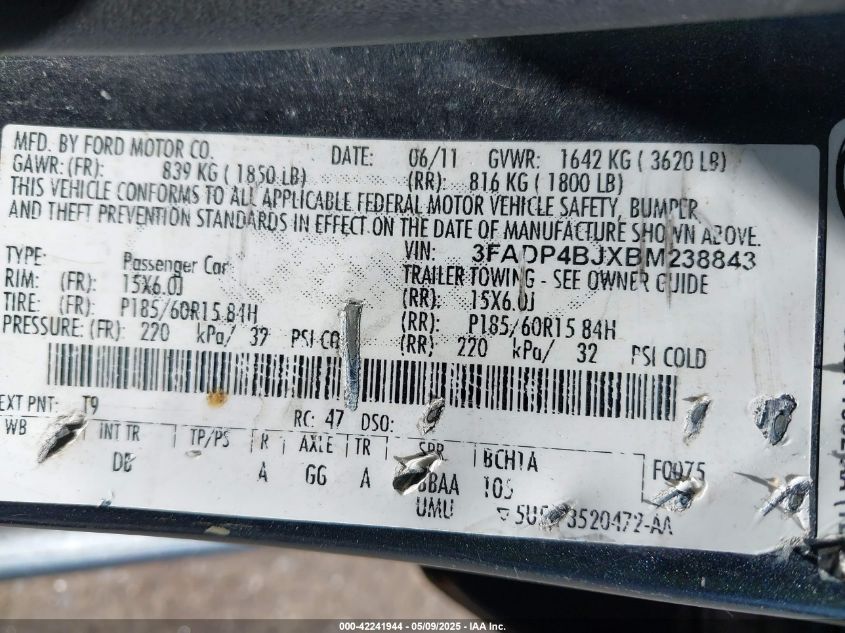 MFD. BY FORD MOTOR CO. DATE: 06/11 GVWR: 1642 KG ( 3620 LB)
GAWR: (FR): 839 KG ( 1850 LB) (RR): 816 KG ( 1800 LB)
THIS VEHICLE CONFORMS TO ALL APPLICABLE FEDERAL MOTOR VEHICLE SAFETY, BUMPER,
AND THEFT PREVENTION STANDARDS IN EFFECT ON THE DATE OF MANUFACTURE SHOWN ABOVE.
VIN: 3FADP4BJXBM238843
TYPE: Passenger Car TRAILER TOWING - SEE OWNER GUIDE
RIM: (FR) 15X6.0J (RR): 15X6.0J
TIRE: (FR) P185/60R15 84H (RR): P185/60R15 84H
PRESSURE: (FR) 220 kPa/ 32 PSI (RR) 220 kPa/ 32 PSI COLD
EXT PNT: T9 RC: 47 DSO:
WB INT TR TP/PS R AXLE TR SPR BCH1A F0075
DB A GG A BBAA 105
UMU 3520472-AA
000-42241944 — 05/09/2025 — IAA Inc.